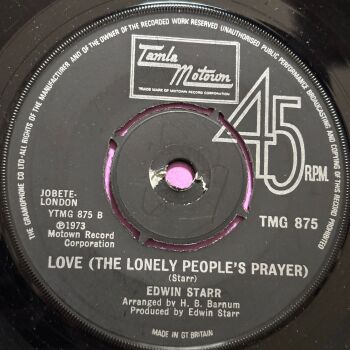 THE GRAMOPHONE CO LTD-ALL RIGHTS OF THE MANUFACTURER AND OF THE OWNER OF THE RECORDED WORK RESERVED UNAUTHORISED PUBLIC PERFORMANCE BROADCASTING AND COPYING OF THIS RECORD PROHIBITED
Tamla
Motown
TRADE MARK OF MOTOWN RECORD CORPORATION
45
R.P.M.
JOBETE-
LONDON
YTMG 875 B
℗1973
Motown Record
Corporation
TMG 875
LOVE (THE LONELY PEOPLE'S PRAYER)
(Starr)
EDWIN STARR
Arranged by H. B. Barnum
Produced by Edwin Starr
MADE IN GT BRITAIN